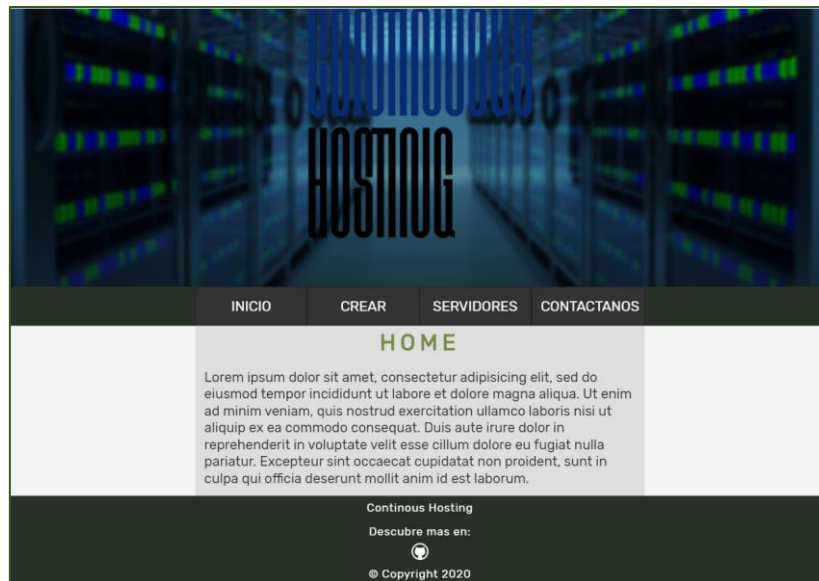 HOSTING
INICIO CREAR SERVIDORES CONTACTANOS
HOME
Lorem ipsum dolor sit amet, consectetur adipisicing elit, sed do
eiusmod tempor incididunt ut labore et dolore magna aliqua. Ut enim
ad minim veniam, quis nostrud exercitation ullamco laboris nisi ut
aliquip ex ea commodo consequat. Duis aute irure dolor in
reprehenderit in voluptate velit esse cillum dolore eu fugiat nulla
pariatur. Excepteur sint occaecat cupidatat non proident, sunt in
culpa qui officia deserunt mollit anim id est laborum.
Continous Hosting
Descubre mas en:
© Copyright 2020